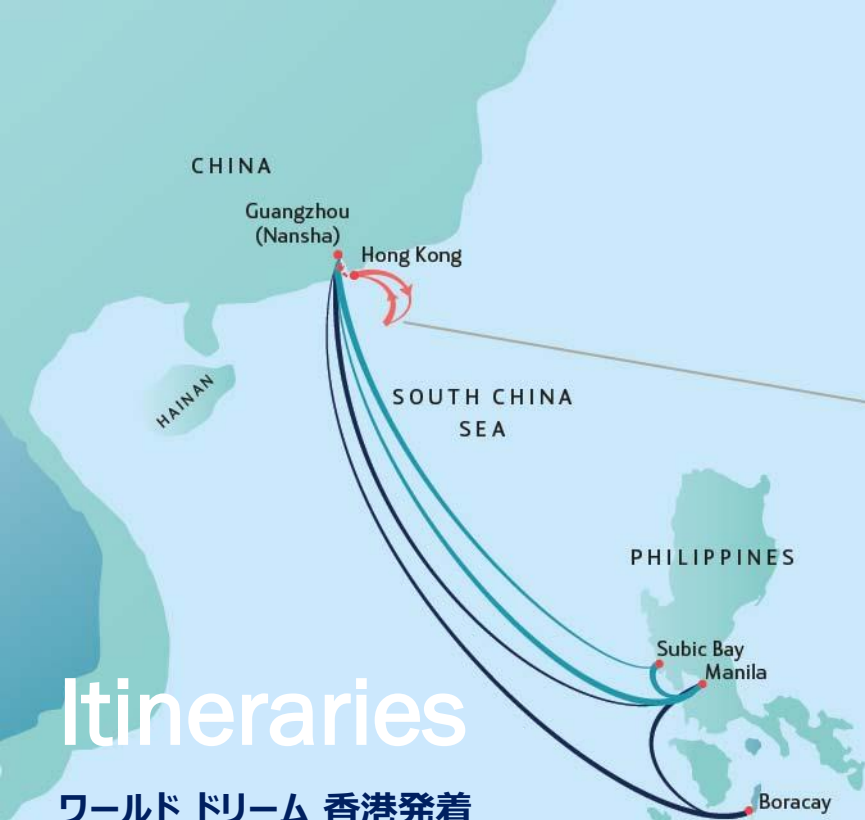 CHINA
Guangzhou
(Nansha)
Hong Kong
HAINAN
SOUTH CHINA
SEA
PHILIPPINES
Subic Bay
Manila
Itineraries
ワールド ドリーム 香港発着
Boracay